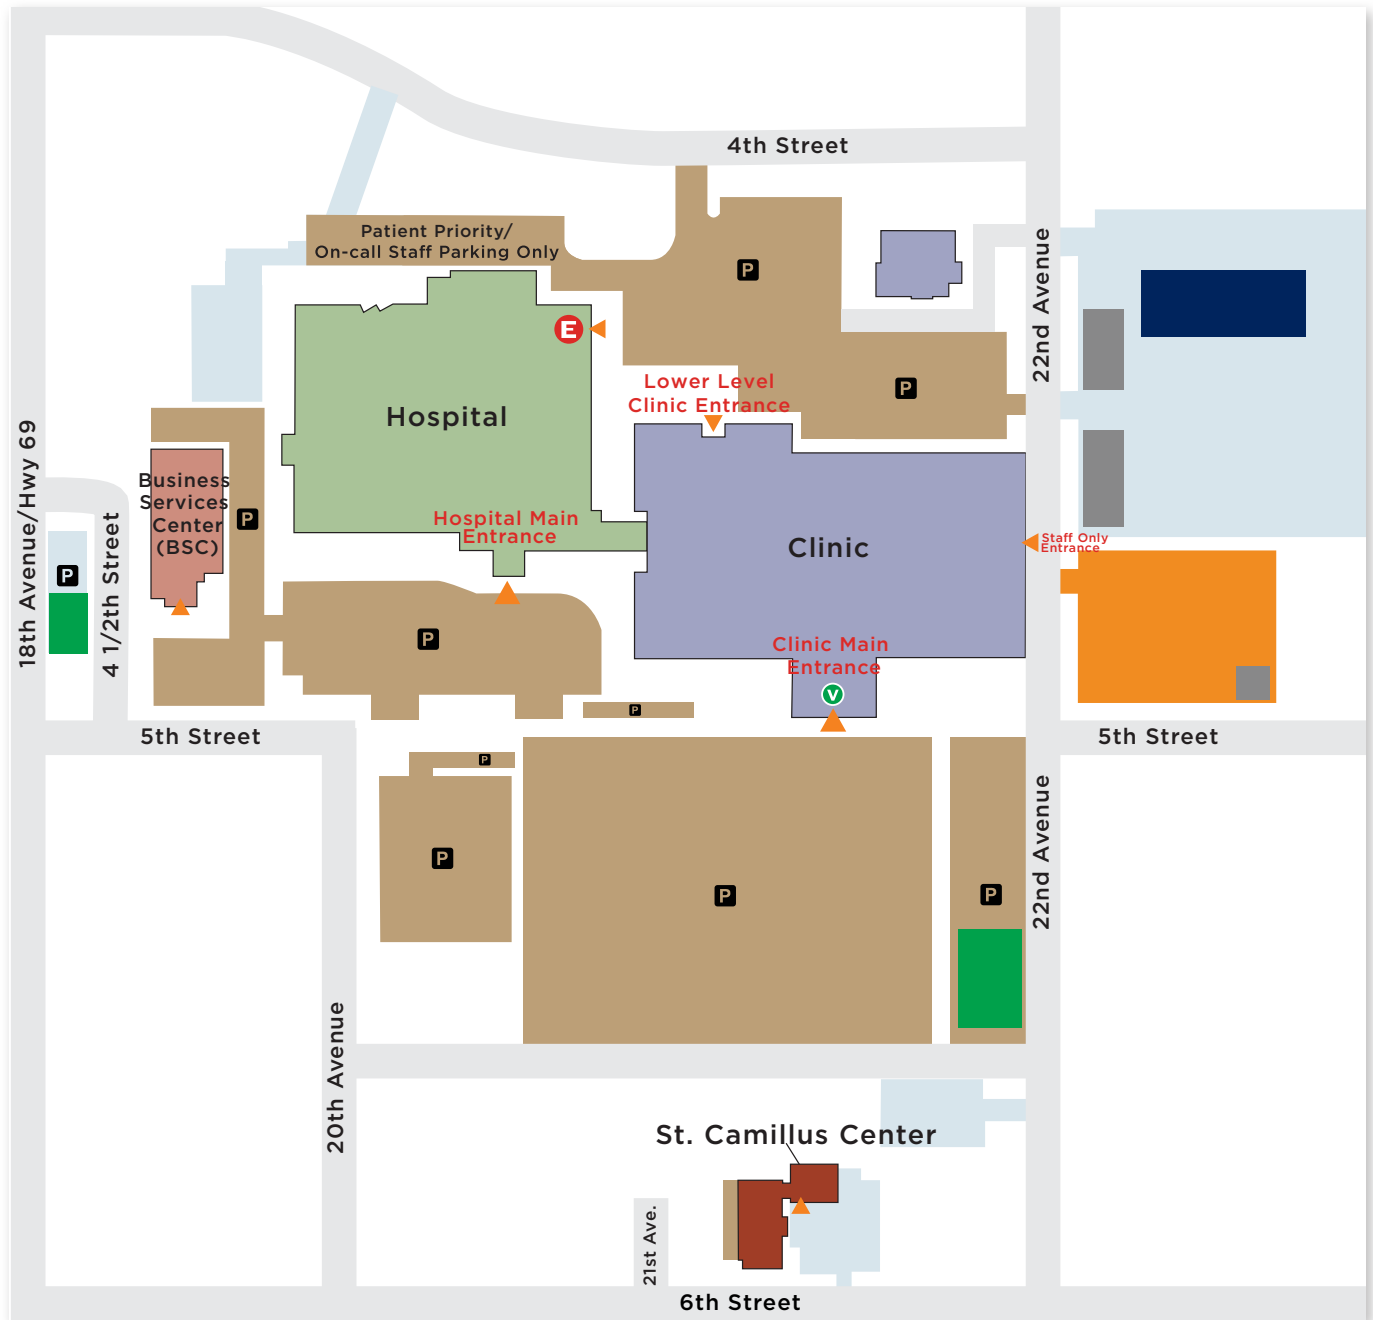 4th Street
Patient Priority/
On-call Staff Parking Only
P
22nd Avenue
E
Lower Level
Clinic Entrance
P
Hospital
18th Avenue/Hwy 69
Business
Services
Center
(BSC)
P
Hospital Main
Entrance
Clinic
Staff Only
Entrance
P
4 1/2th Street
P
Clinic Main
Entrance
V
P
5th Street
5th Street
P
P
P
P
22nd Avenue
20th Avenue
St. Camillus Center
21st Ave.
6th Street